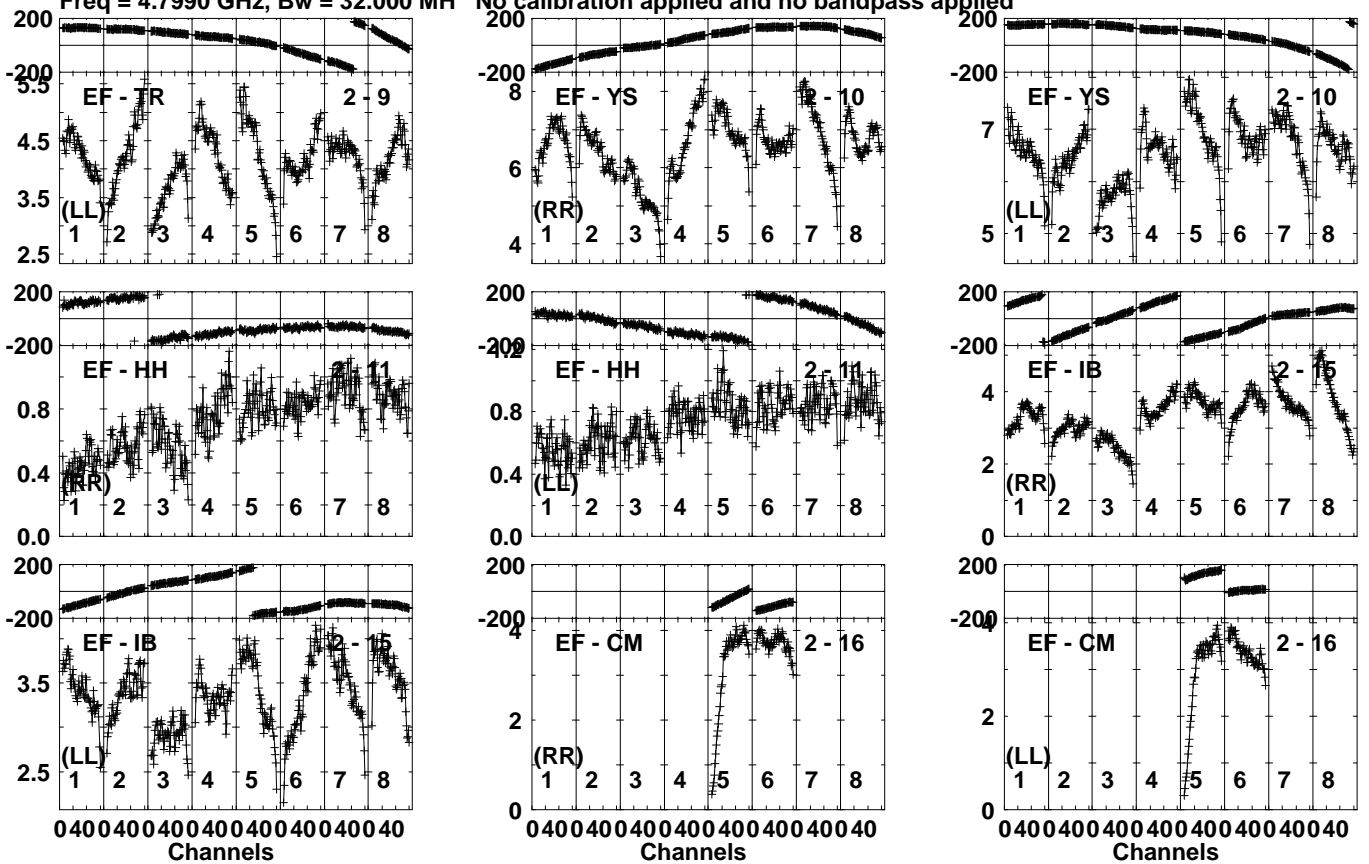 Freq = 4.7990 GHz, Bw = 32.000 MH No calibration applied and no bandpass applied
200
-200
5.5
4.5
3.5
2.5
EF - TR 2 - 9
(LL)
1 2 3 4 5 6 7 8
200
-200
8
6
4
EF - YS 2 - 10
(RR)
1 2 3 4 5 6 7 8
200
-200
7
5
EF - YS 2 - 10
(LL)
1 2 3 4 5 6 7 8
200
-200
0.8
0.4
0.0
EF - HH 2 - 11
(RR)
1 2 3 4 5 6 7 8
200
-200
1.2
0.8
0.4
0.0
EF - HH 2 - 11
(LL)
1 2 3 4 5 6 7 8
200
-200
4
2
0
EF - IB 2 - 15
(RR)
1 2 3 4 5 6 7 8
200
-200
3.5
2.5
EF - IB 2 - 15
(LL)
1 2 3 4 5 6 7 8
0 40 0 40 0 40 0 40 0 40 0 40 0 40 0 40
Channels
200
-200
4
2
0
EF - CM 2 - 16
(RR)
1 2 3 4 5 6 7 8
0 40 0 40 0 40 0 40 0 40 0 40 0 40 0 40
Channels
200
-200
4
2
0
EF - CM 2 - 16
(LL)
1 2 3 4 5 6 7 8
0 40 0 40 0 40 0 40 0 40 0 40 0 40 0 40
Channels